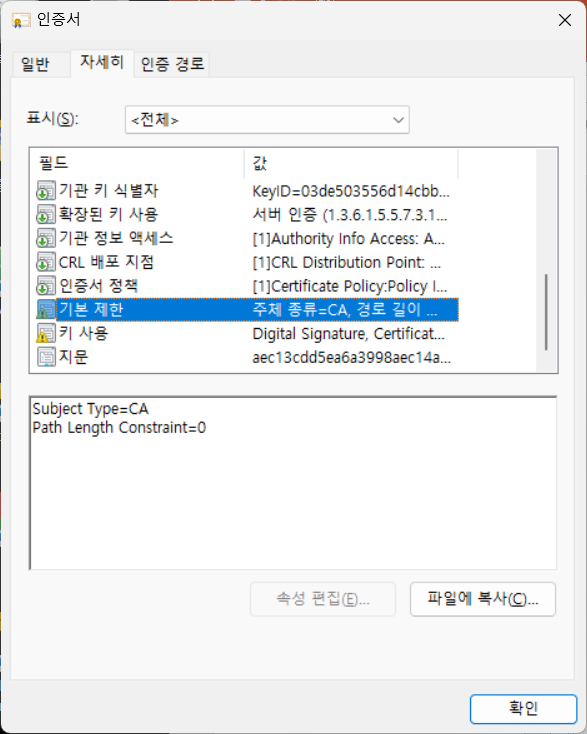 인증서
일반 자세히 인증 경로
표시(S): <전체>
필드 값
기관 키 식별자 KeyID=03de503556d14cbb...
확장된 키 사용 서버 인증 (1.3.6.1.5.5.7.3.1...
기관 정보 액세스 [1]Authority Info Access: A...
CRL 배포 지점 [1]CRL Distribution Point: ...
인증서 정책 [1]Certificate Policy:Policy I...
기본 제한 주체 종류=CA, 경로 길이 ...
키 사용 Digital Signature, Certificat...
지문 aec13cdd5ea6a3998aec14a...
Subject Type=CA
Path Length Constraint=0
속성 편집(E)... 파일에 복사(C)...
확인